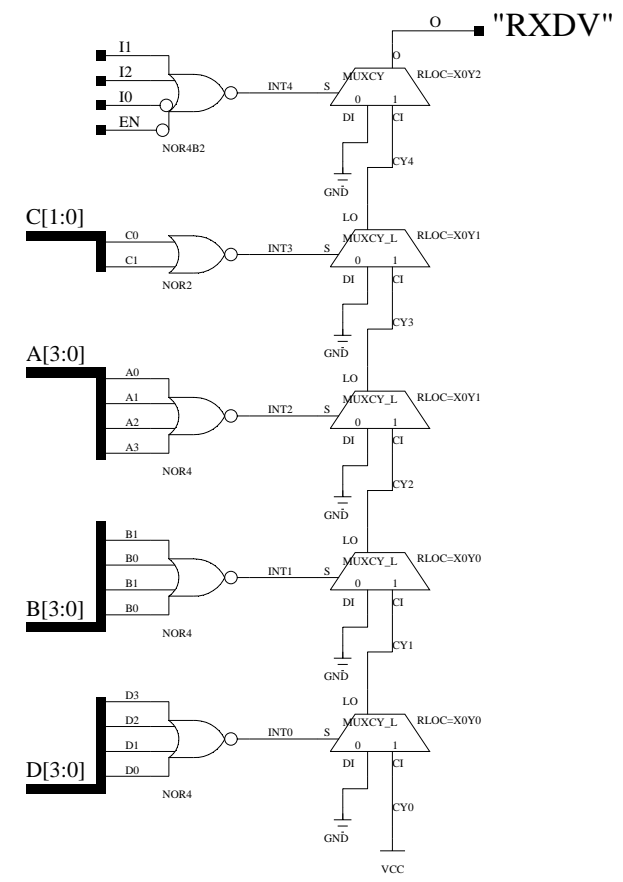 O "RXDV"
O
I1
I2
I0
EN
NOR4B2
INT4 S
MUXCY RLOC=X0Y2
0 1
DI CI
GND
CY4
C[1:0]
C0
C1
NOR2
INT3 S
LO
MUXCY_L RLOC=X0Y1
0 1
DI CI
GND
CY3
A[3:0]
A0
A1
A2
A3
NOR4
INT2 S
LO
MUXCY_L RLOC=X0Y1
0 1
DI CI
GND
CY2
B1
B0
B1
B0
B[3:0]
NOR4
INT1 S
LO
MUXCY_L RLOC=X0Y0
0 1
DI CI
GND
CY1
D3
D2
D1
D0
D[3:0]
NOR4
INT0 S
LO
MUXCY_L RLOC=X0Y0
0 1
DI CI
GND
CY0
VCC